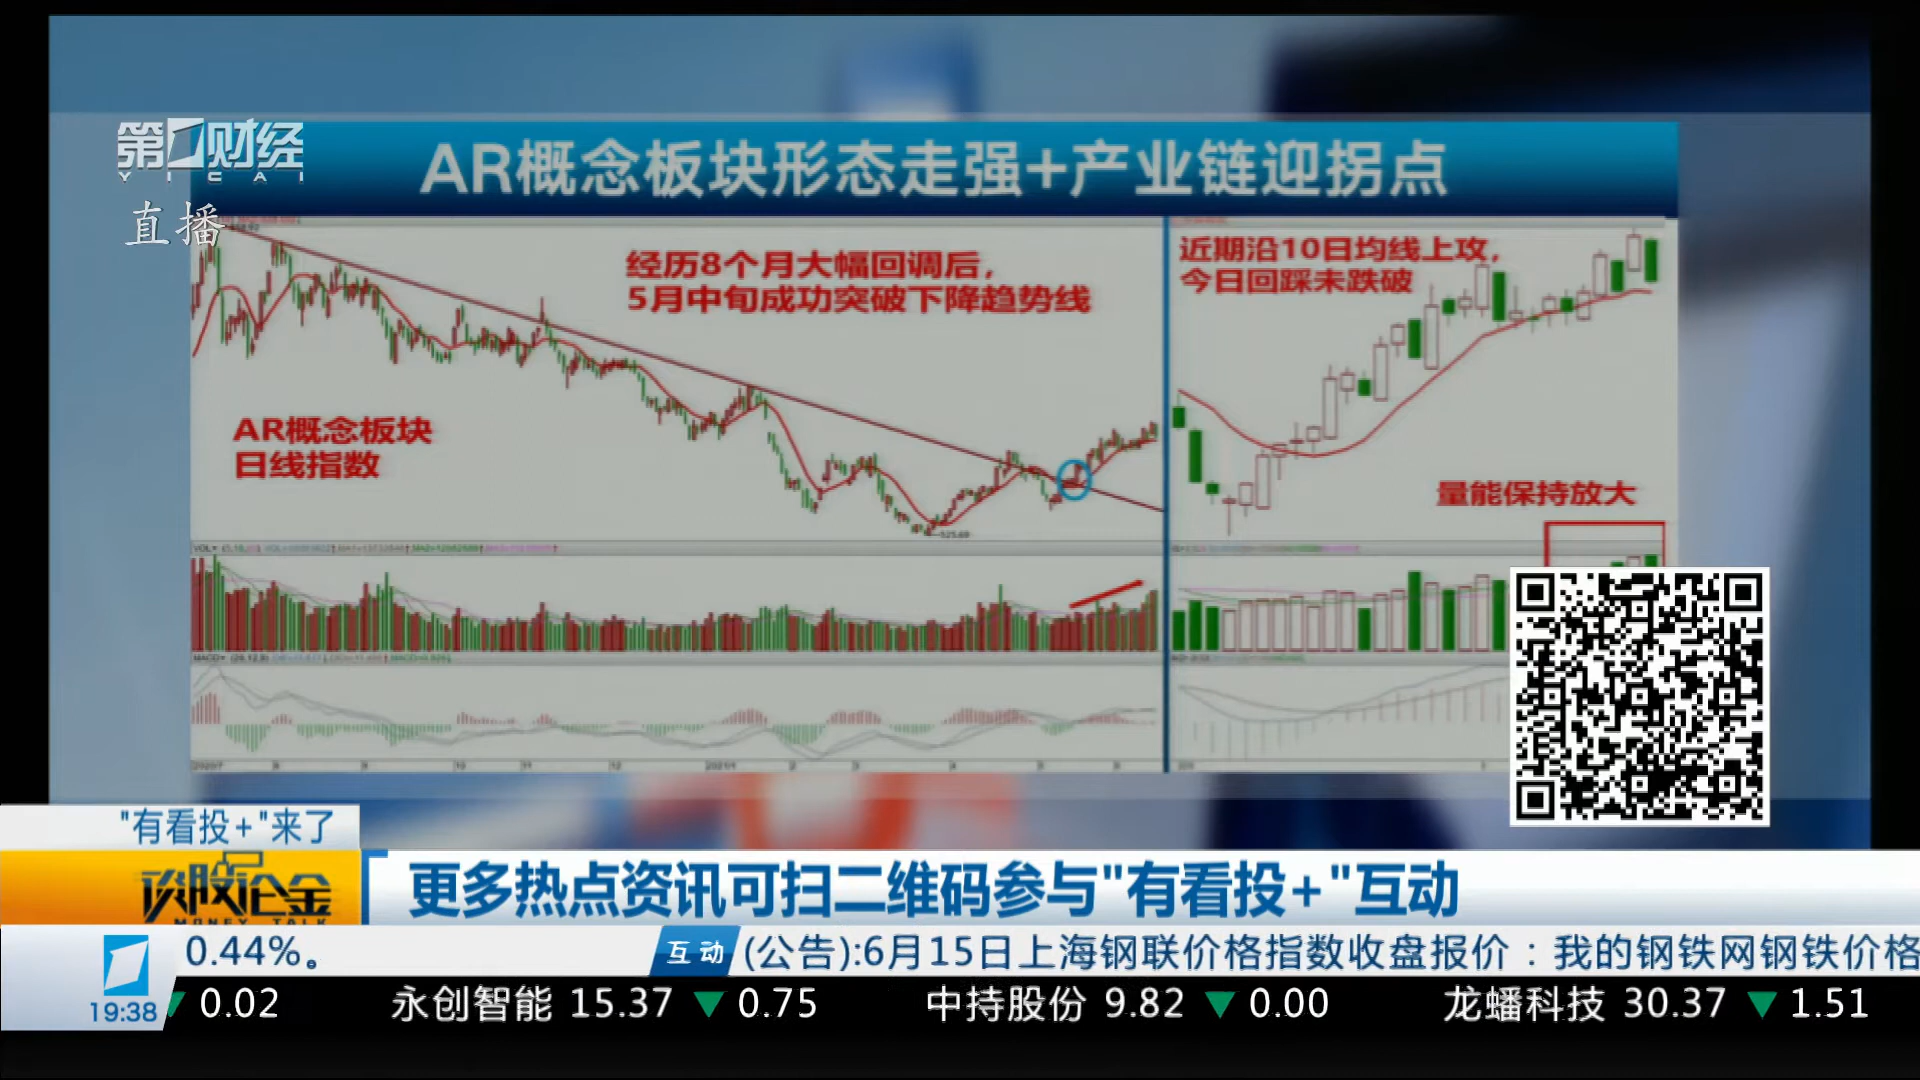 第1财经
YICAI
直播
AR概念板块形态走强+产业链迎拐点
经历8个月大幅回调后，
5月中旬成功突破下降趋势线
AR概念板块
日线指数
近期沿10日均线上攻，
今日回踩未跌破
量能保持放大
"有看投+"来了
谈股论金
MONEY TALK
更多热点资讯可扫二维码参与"有看投+"互动
0.44%。
互动
(公告):6月15日上海钢联价格指数收盘报价：我的钢铁网钢铁价格
19:38
▼ 0.02 永创智能 15.37 ▼ 0.75 中持股份 9.82 ▼ 0.00 龙蟠科技 30.37 ▼ 1.51